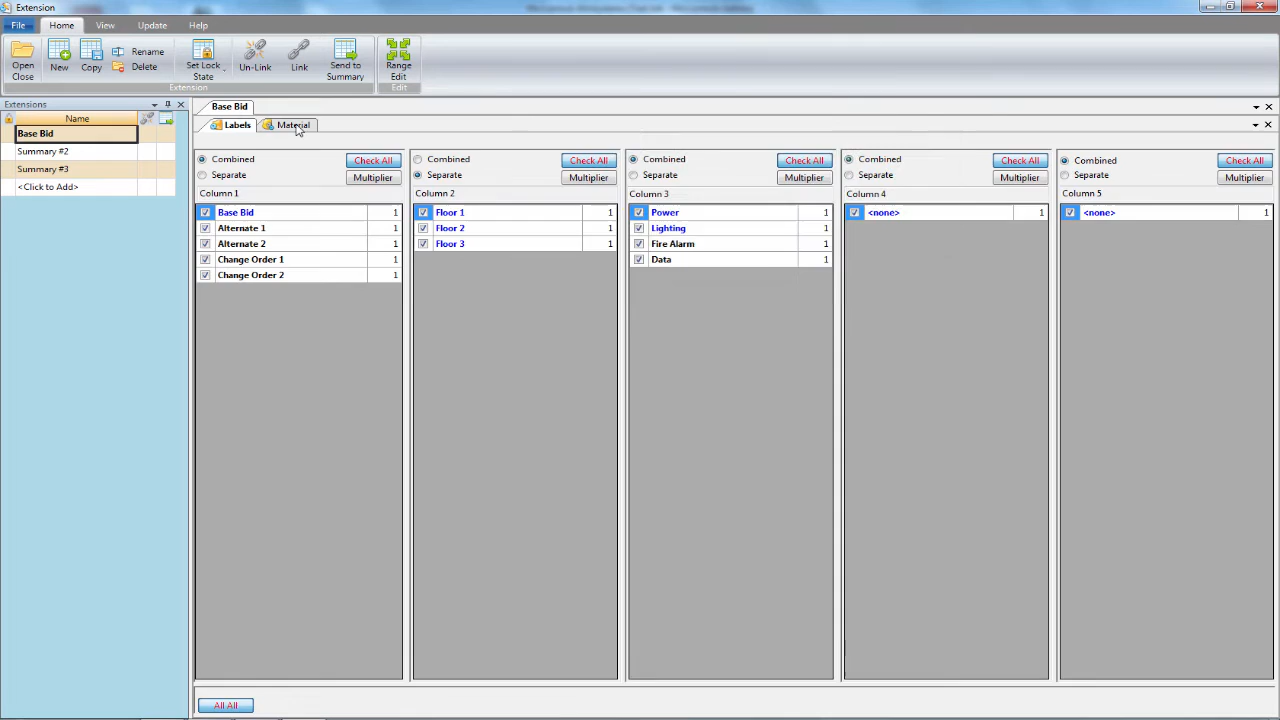 Extension
File Home View Update Help
Open Close
New
Copy
Rename
Delete
Set Lock State
Un-Link
Link
Send to Summary
Range Edit
Extension
Edit
Extensions
Name
Base Bid
Summary #2
Summary #3
<Click to Add>
Base Bid
Labels Material
Combined Check All
Separate Multiplier
Column 1
Base Bid 1
Alternate 1 1
Alternate 2 1
Change Order 1 1
Change Order 2 1
Combined Check All
Separate Multiplier
Column 2
Floor 1 1
Floor 2 1
Floor 3 1
Combined Check All
Separate Multiplier
Column 3
Power 1
Lighting 1
Fire Alarm 1
Data 1
Combined Check All
Separate Multiplier
Column 4
<none> 1
Combined Check All
Separate Multiplier
Column 5
<none> 1
All All